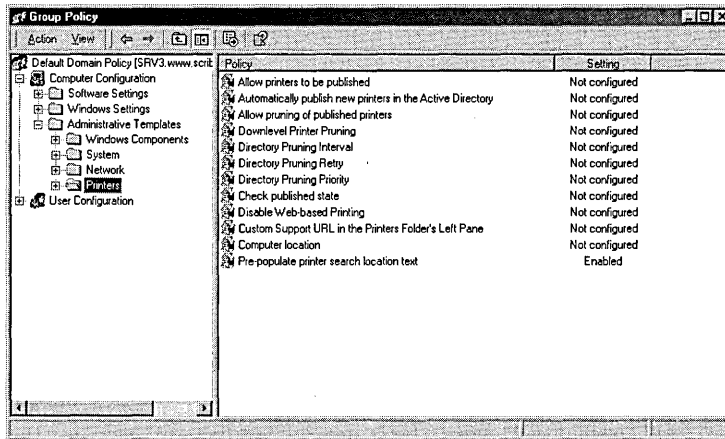 Group Policy
Action View
Default Domain Policy [SRV3.www.scrib
Computer Configuration
Software Settings
Windows Settings
Administrative Templates
Windows Components
System
Network
Printers
User Configuration
Policy Setting
Allow printers to be published Not configured
Automatically publish new printers in the Active Directory Not configured
Allow pruning of published printers Not configured
Downlevel Printer Pruning Not configured
Directory Pruning Interval Not configured
Directory Pruning Retry Not configured
Directory Pruning Priority Not configured
Check published state Not configured
Disable Web-based Printing Not configured
Custom Support URL in the Printers Folder's Left Pane Not configured
Computer location Not configured
Pre-populate printer search location text Enabled